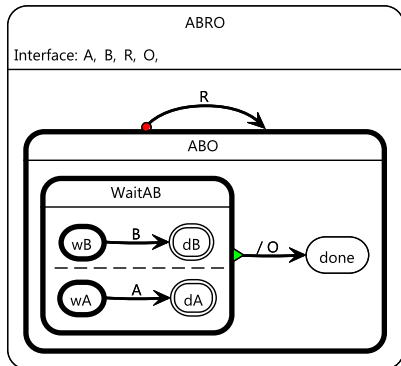 ABRO
Interface: A, B, R, O,
R
ABO
WaitAB
wB
B
dB
/ O
done
wA
A
dA